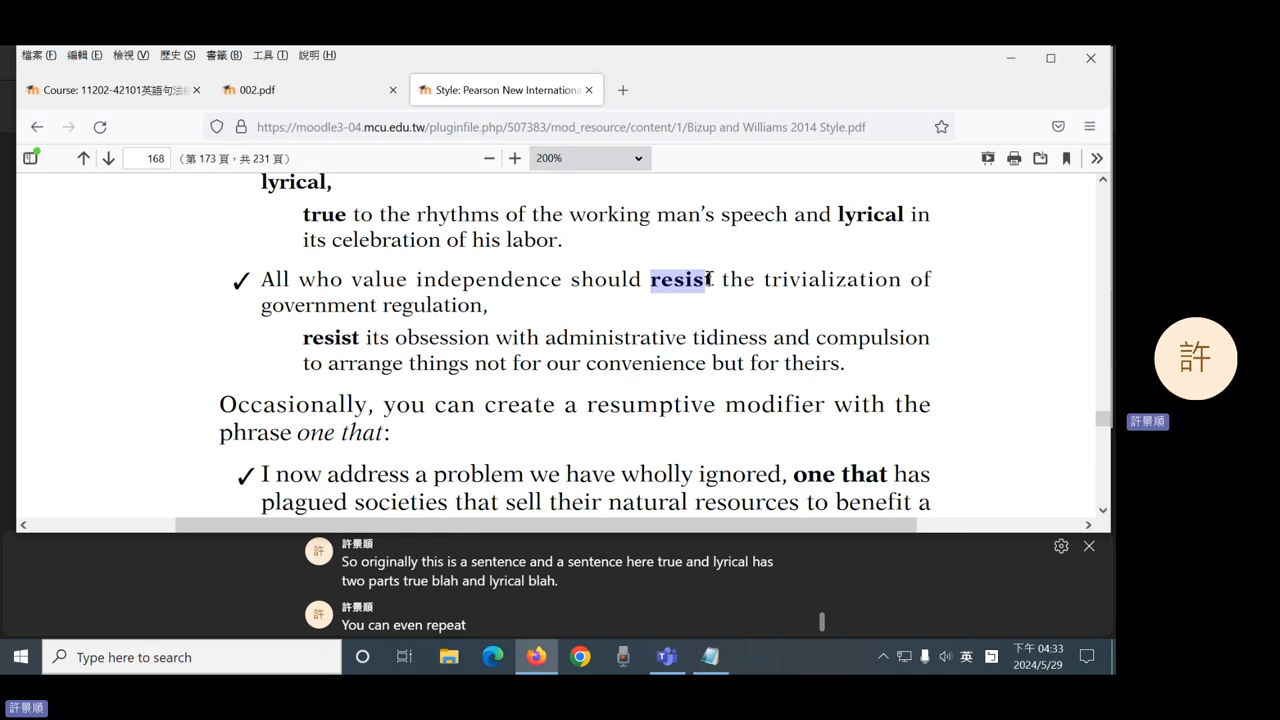 檔案 (F) 編輯 (E) 檢視 (V) 歷史 (S) 書籤 (B) 工具 (T) 說明 (H)
Course: 11202-42101英語句法
002.pdf
Style: Pearson New Internationa
https://moodle3-04.mcu.edu.tw/pluginfile.php/507383/mod_resource/content/1/Bizup and Williams 2014 Style.pdf
168 (第 173 頁，共 231 頁)
200%
lyrical,
true to the rhythms of the working man's speech and lyrical in
its celebration of his labor.
✓ All who value independence should resist the trivialization of
government regulation,
resist its obsession with administrative tidiness and compulsion
to arrange things not for our convenience but for theirs.
Occasionally, you can create a resumptive modifier with the
phrase one that:
✓ I now address a problem we have wholly ignored, one that has
plagued societies that sell their natural resources to benefit a
許
許景順
許
許景順
So originally this is a sentence and a sentence here true and lyrical has
two parts true blah and lyrical blah.
許
許景順
You can even repeat
Type here to search
英
下午 04:33
2024/5/29
許景順